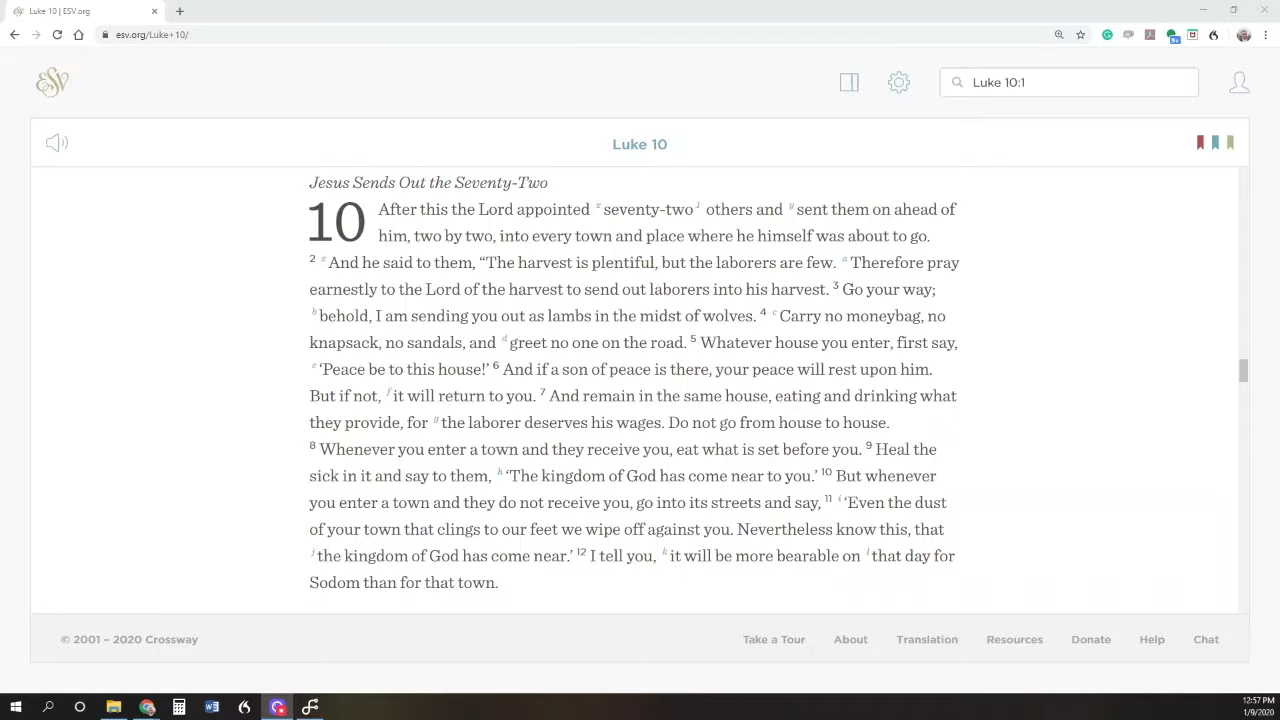 Luke 10 | ESV.org
esv.org/Luke+10/
ESV
Luke 10:1
Luke 10
Jesus Sends Out the Seventy-Two
10 After this the Lord appointed x seventy-two 1 others and y sent them on ahead of
him, two by two, into every town and place where he himself was about to go.
2 z And he said to them, “The harvest is plentiful, but the laborers are few. a Therefore pray
earnestly to the Lord of the harvest to send out laborers into his harvest. 3 Go your way;
b behold, I am sending you out as lambs in the midst of wolves. 4 c Carry no moneybag, no
knapsack, no sandals, and d greet no one on the road. 5 Whatever house you enter, first say,
e ‘Peace be to this house!’ 6 And if a son of peace is there, your peace will rest upon him.
But if not, f it will return to you. 7 And remain in the same house, eating and drinking what
they provide, for g the laborer deserves his wages. Do not go from house to house.
8 Whenever you enter a town and they receive you, eat what is set before you. 9 Heal the
sick in it and say to them, h ‘The kingdom of God has come near to you.’ 10 But whenever
you enter a town and they do not receive you, go into its streets and say, 11 i ‘Even the dust
of your town that clings to our feet we wipe off against you. Nevertheless know this, that
j the kingdom of God has come near.’ 12 I tell you, k it will be more bearable on l that day for
Sodom than for that town.
© 2001 – 2020 Crossway
Take a Tour
About
Translation
Resources
Donate
Help
Chat
12:57 PM
1/9/2020